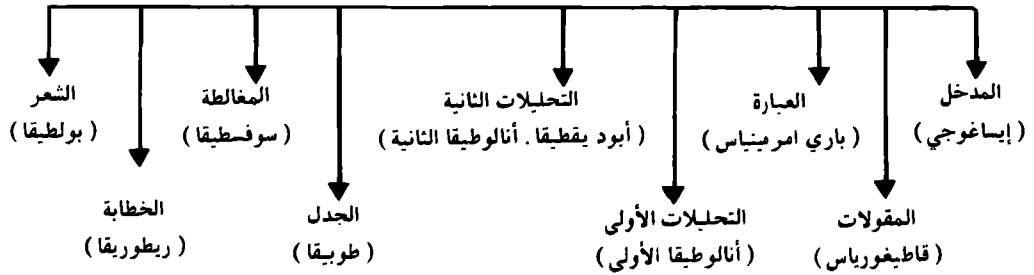 المدخل
(إيساغوجي)
المقولات
(قاطيغورياس)
العبارة
(باري امرمينياس)
التحليلات الأولى
(أنالوطيقا الأولى)
التحليلات الثانية
(أبود يقطيقا . أنالوطيقا الثانية)
الجدل
(طوبيقا)
المغالطة
(سوفسطيقا)
الخطابة
(ريطوريقا)
الشعر
(بولطيقا)